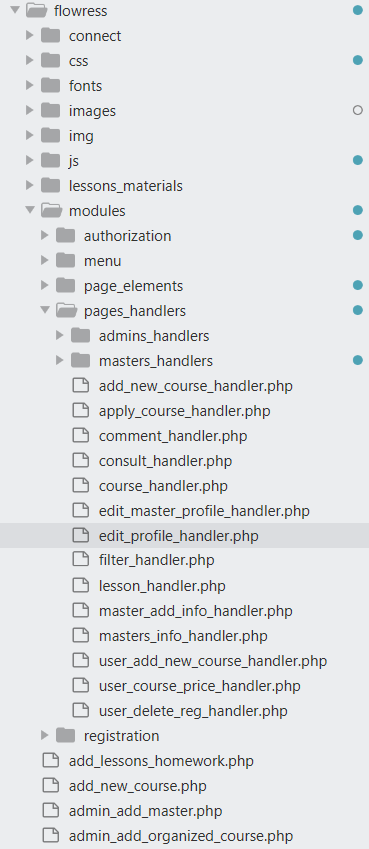 flowress
connect
css
fonts
images
img
js
lessons_materials
modules
authorization
menu
page_elements
pages_handlers
admins_handlers
masters_handlers
add_new_course_handler.php
apply_course_handler.php
comment_handler.php
consult_handler.php
course_handler.php
edit_master_profile_handler.php
edit_profile_handler.php
filter_handler.php
lesson_handler.php
master_add_info_handler.php
masters_info_handler.php
user_add_new_course_handler.php
user_course_price_handler.php
user_delete_reg_handler.php
registration
add_lessons_homework.php
add_new_course.php
admin_add_master.php
admin_add_organized_course.php